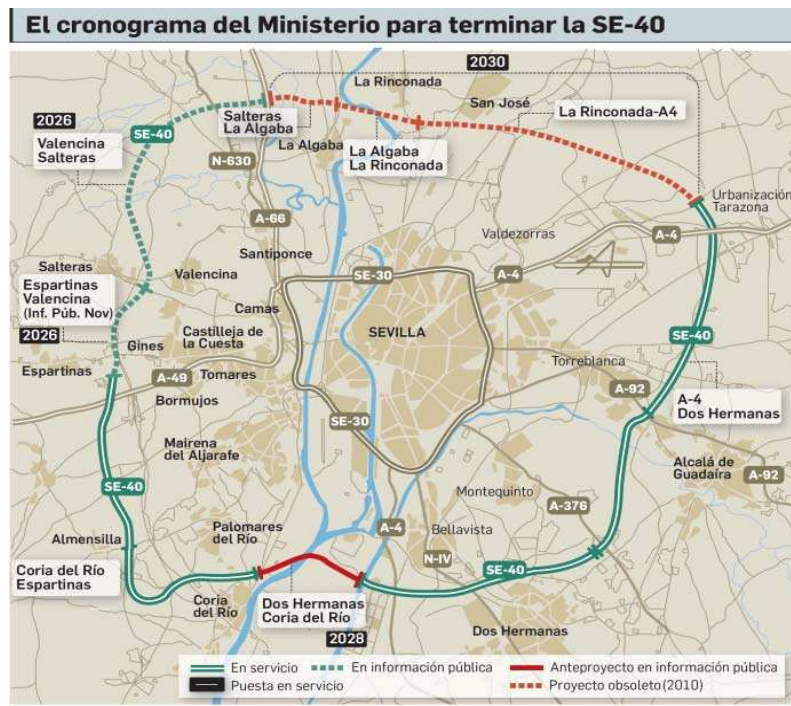 El cronograma del Ministerio para terminar la SE-40
2030
La Rinconada
San José
La Rinconada-A4
2026
SE-40
Valencina
Salteras
Salteras
La Algaba
La Algaba
La Algaba
La Rinconada
N-630
A-66
Urbanización
Tarazona
Valdezorras
A-4
A-4
Santiponce
SE-30
Salteras
Valencina
Espartinas
Valencina
(Inf. Púb. Nov)
2026
Camas
Castilleja de
la Cuesta
Gines
SEVILLA
SE-40
Espartinas
A-49
Tomares
Bormujos
Torreblanca
A-92
A-4
Dos Hermanas
SE-30
Mairena
del Aljarafe
Alcalá de
Guadaíra
A-92
SE-40
Montequinto
A-376
Palomares
del Río
A-4
Bellavista
Almensilla
N-IV
SE-40
Coria del Río
Espartinas
Coria
del Río
Dos Hermanas
Coria del Río
2028
Dos Hermanas
En servicio
En información pública
Anteproyecto en información pública
Puesta en servicio
Proyecto obsoleto (2010)